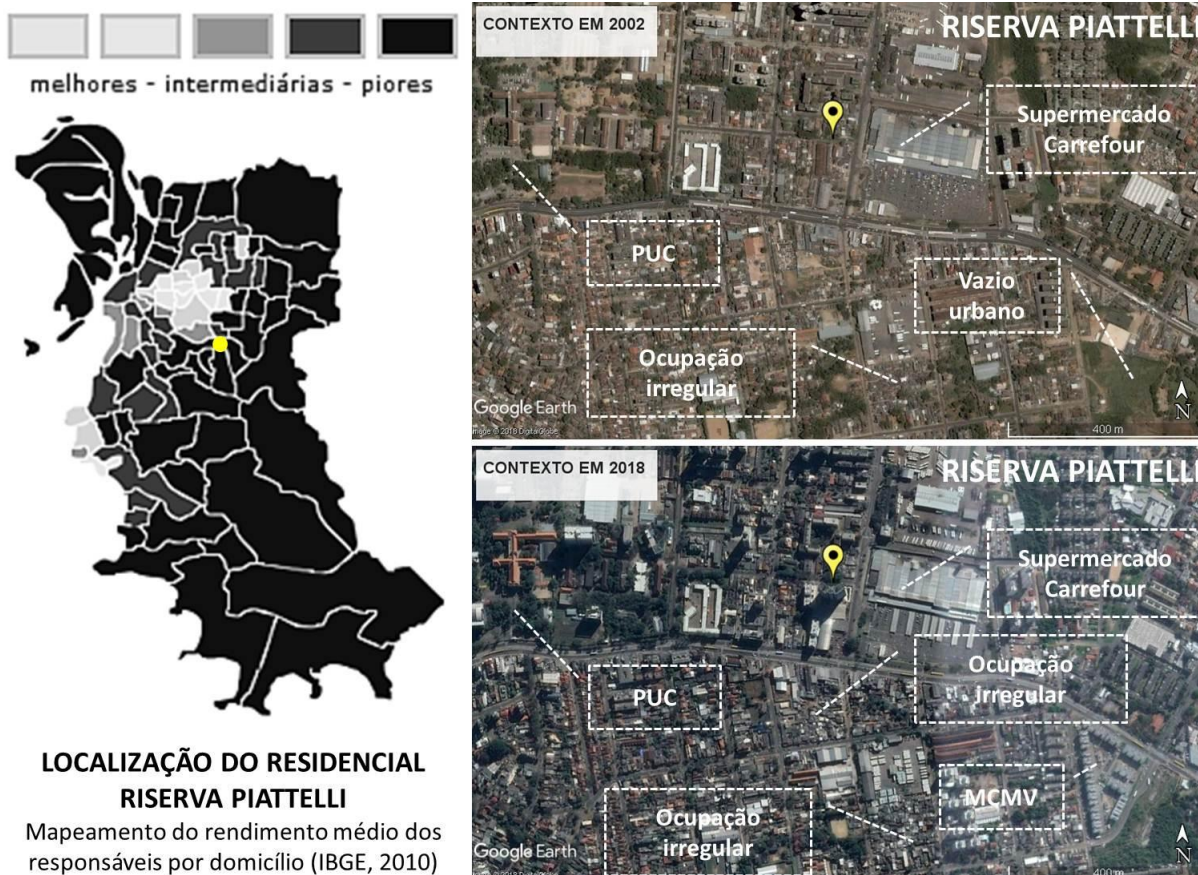 melhores - intermediárias - piores
LOCALIZAÇÃO DO RESIDENCIAL
RISERVA PIATTELLI
Mapeamento do rendimento médio dos
responsáveis por domicílio (IBGE, 2010)
CONTEXTO EM 2002
RISERVA PIATTELLI
Supermercado
Carrefour
PUC
Vazio
urbano
Ocupação
irregular
Google Earth
© 2018 DigitalGlobe
400 m
N
CONTEXTO EM 2018
RISERVA PIATTELLI
Supermercado
Carrefour
Ocupação
irregular
PUC
MCMV
Ocupação
irregular
Google Earth
400 m
N